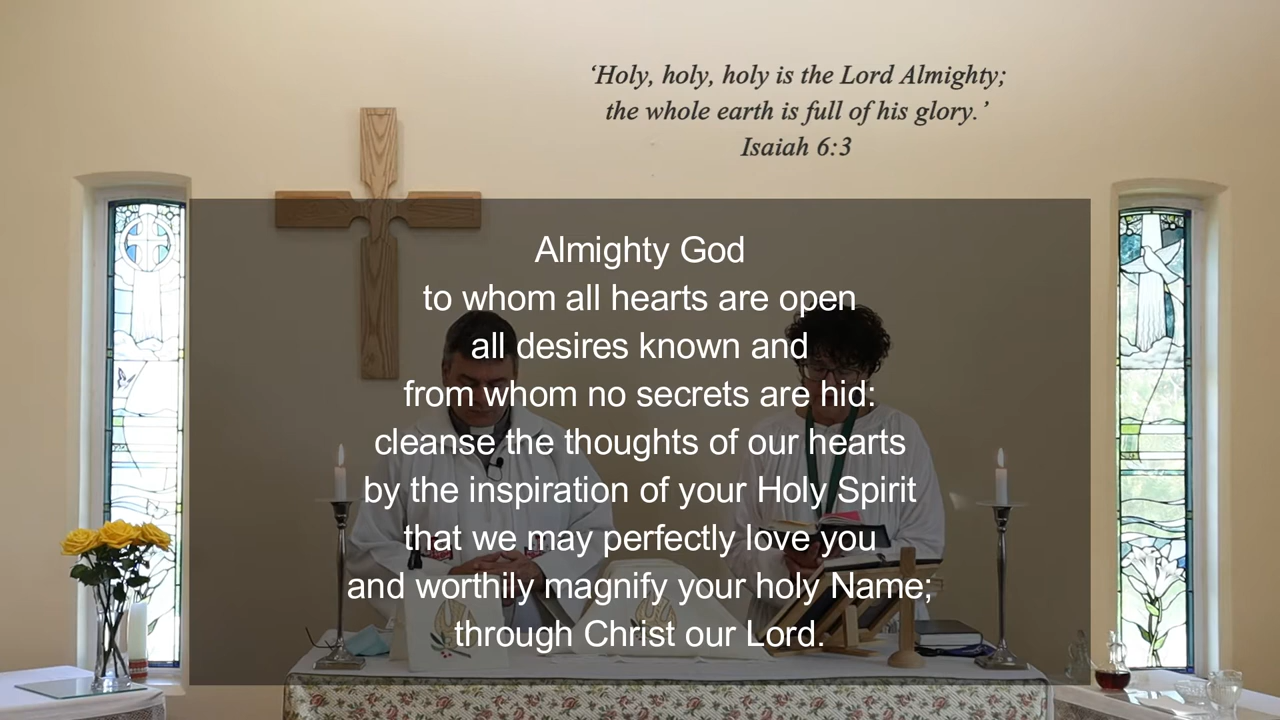 ‘Holy, holy, holy is the Lord Almighty;
the whole earth is full of his glory.’
Isaiah 6:3
Almighty God
to whom all hearts are open
all desires known and
from whom no secrets are hid:
cleanse the thoughts of our hearts
by the inspiration of your Holy Spirit
that we may perfectly love you
and worthily magnify your holy Name;
through Christ our Lord.